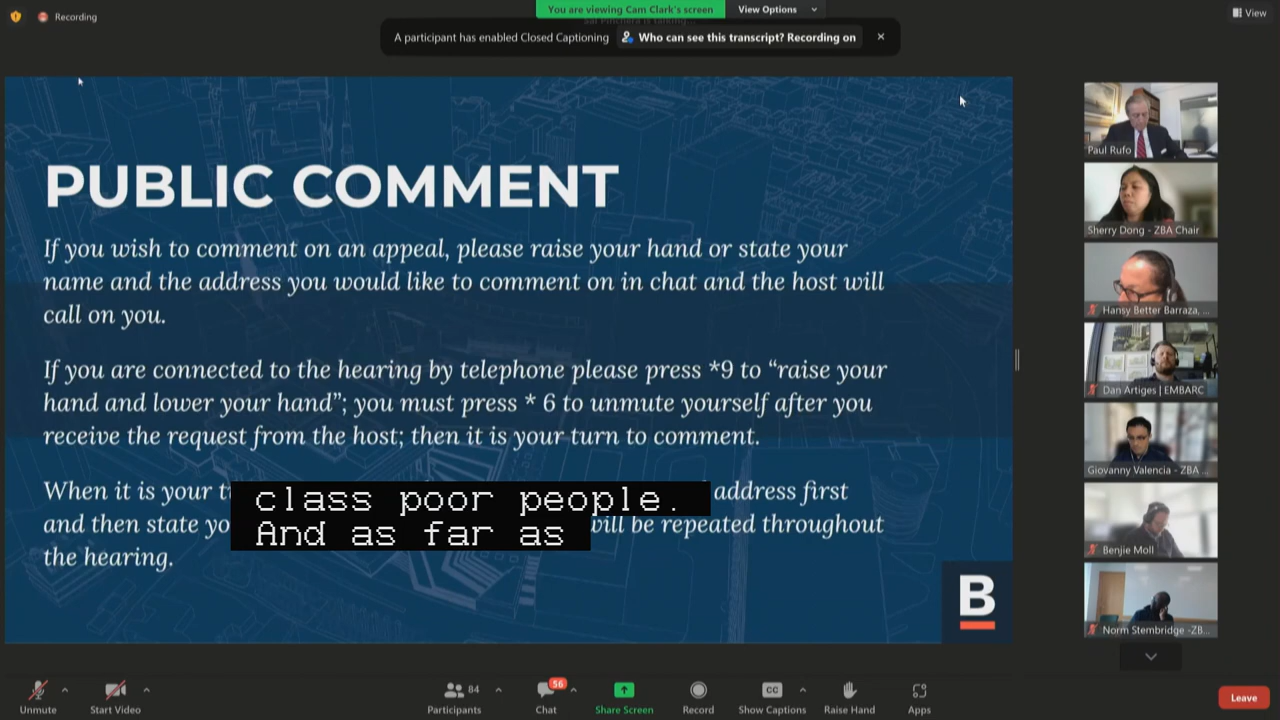 Recording
You are viewing Cam Clark's screen
View Options
View
A participant has enabled Closed Captioning
Who can see this transcript? Recording on
PUBLIC COMMENT
If you wish to comment on an appeal, please raise your hand or state your
name and the address you would like to comment on in chat and the host will
call on you.
If you are connected to the hearing by telephone please press *9 to “raise your
hand and lower your hand”; you must press * 6 to unmute yourself after you
receive the request from the host; then it is your turn to comment.
When it is your address first
and then state will be repeated throughout
the hearing.
class poor people.
And as far as
B
Paul Rufo
Sherry Dong - ZBA Chair
Hansy Better Barraza, ...
Dan Artiges | EMBARC
Giovanny Valencia - ZBA ...
Benjie Moll
Norm Stembridge -ZB...
Unmute
Start Video
84
Participants
56
Chat
Share Screen
Record
CC
Show Captions
Raise Hand
Apps
Leave